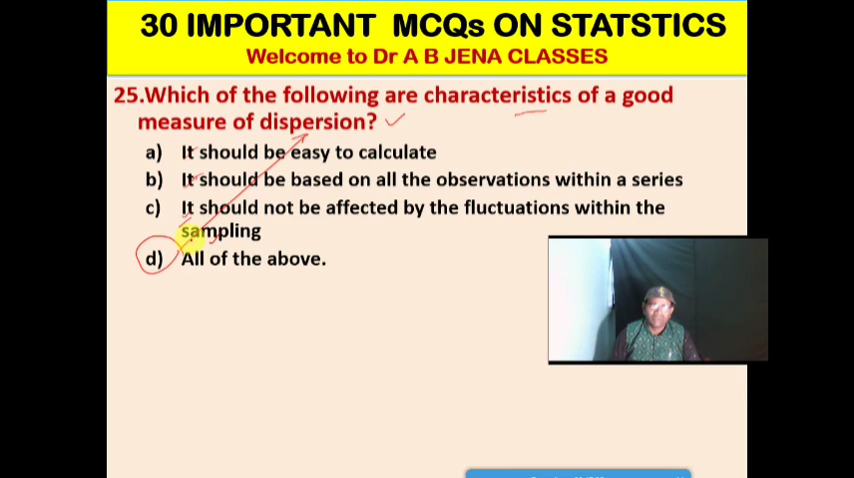 30 IMPORTANT MCQs ON STATSTICS
Welcome to Dr A B JENA CLASSES
25.Which of the following are characteristics of a good
measure of dispersion?
a) It should be easy to calculate
b) It should be based on all the observations within a series
c) It should not be affected by the fluctuations within the
sampling
d) All of the above.